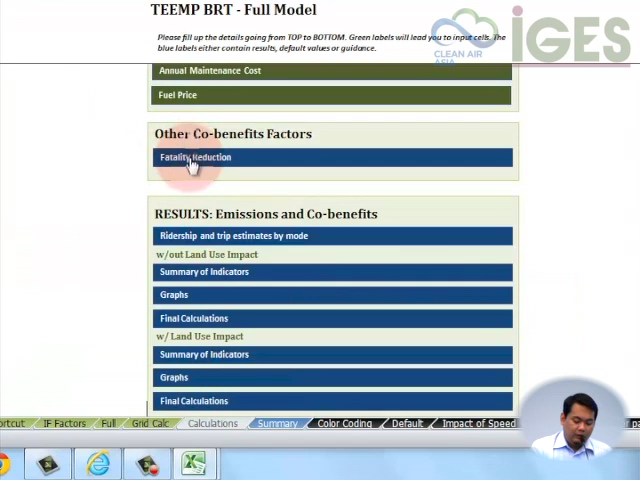 TEEMP BRT - Full Model
Please fill up the details going from TOP to BOTTOM. Green labels will lead you to input cells. The
blue labels either contain results, default values or guidance.
CLEAN AIR
ASIA
iGES
Annual Maintenance Cost
Fuel Price
Other Co-benefits Factors
Fatality Reduction
RESULTS: Emissions and Co-benefits
Ridership and trip estimates by mode
w/out Land Use Impact
Summary of Indicators
Graphs
Final Calculations
w/ Land Use Impact
Summary of Indicators
Graphs
Final Calculations
IF Factors Full Grid Calc Calculations Summary Color Coding Default Impact of Speed